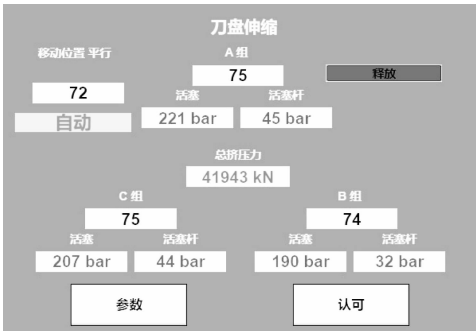 刀盘伸缩
移动位置 平行
A 组
72
75
释放
自动
活塞 活塞杆
221 bar 45 bar
总挤压力
41943 kN
C 组 B 组
75 74
活塞 活塞杆 活塞 活塞杆
207 bar 44 bar 190 bar 32 bar
参数 认可